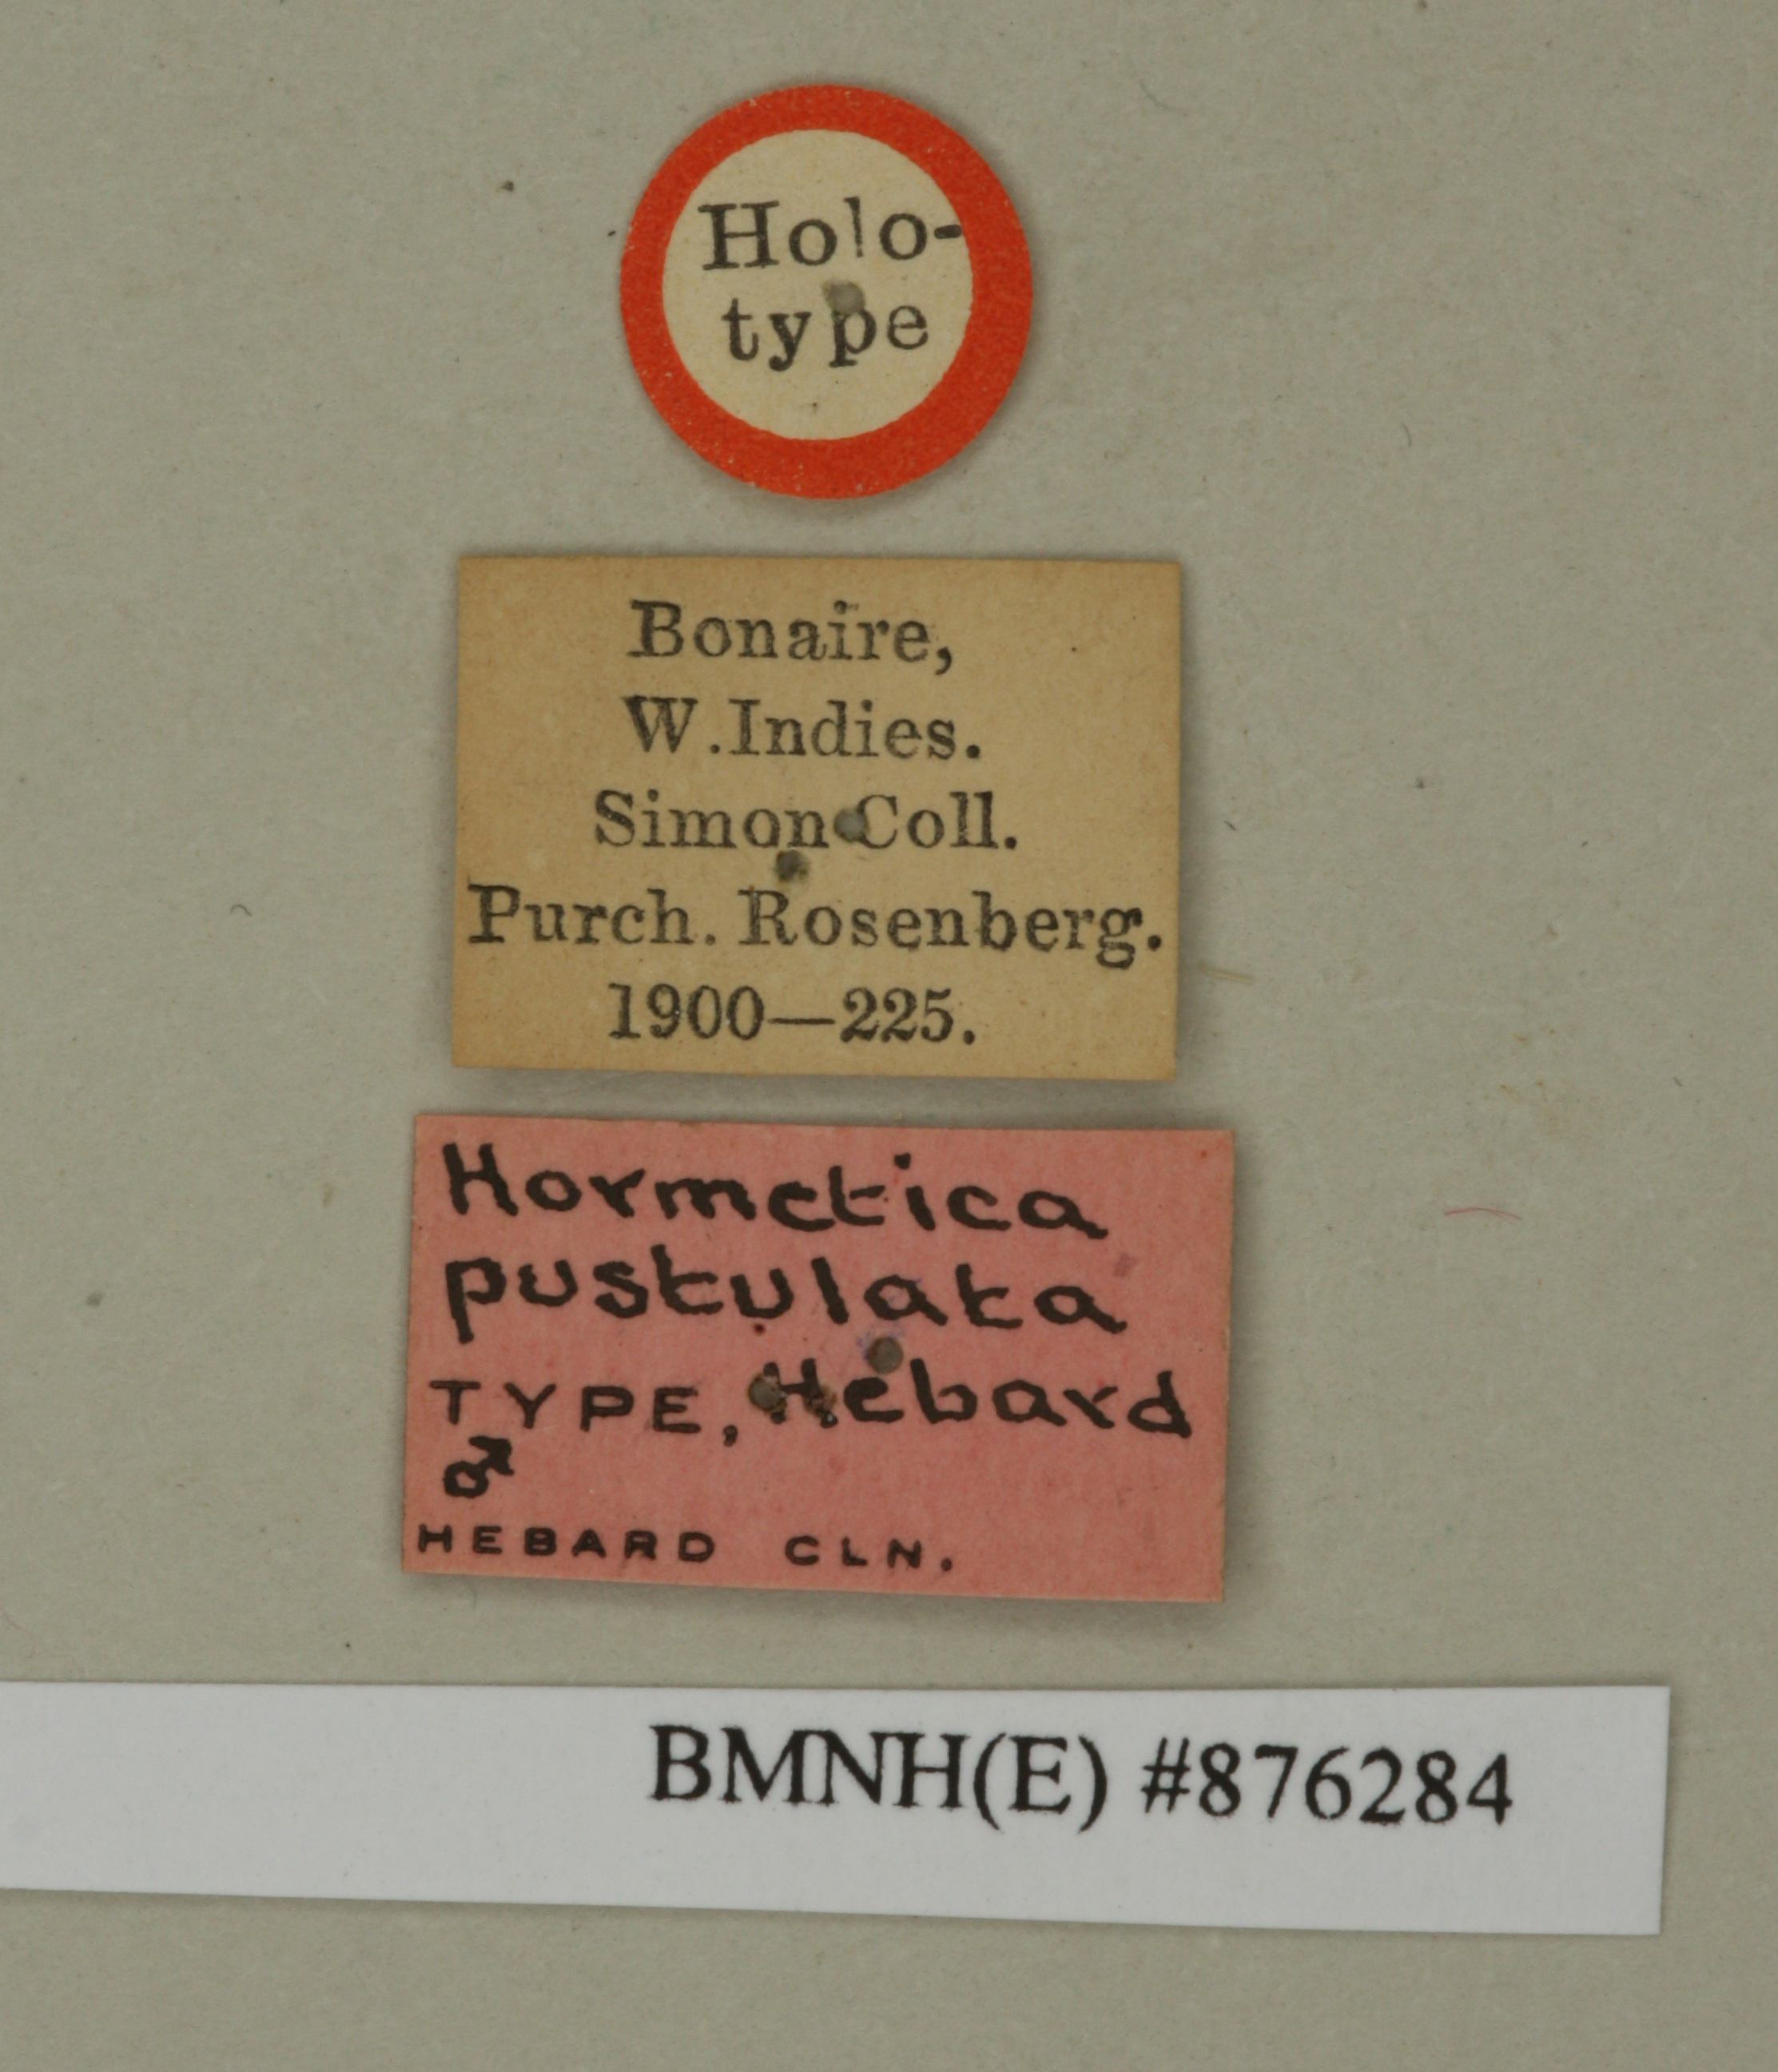 Holo-
type
Bonaire,
W.Indies.
Simon Coll.
Purch. Rosenberg.
1900—225.
Hormetica
pustulata
TYPE, Hebard
♂
HEBARD CLN.
BMNH(E) #876284